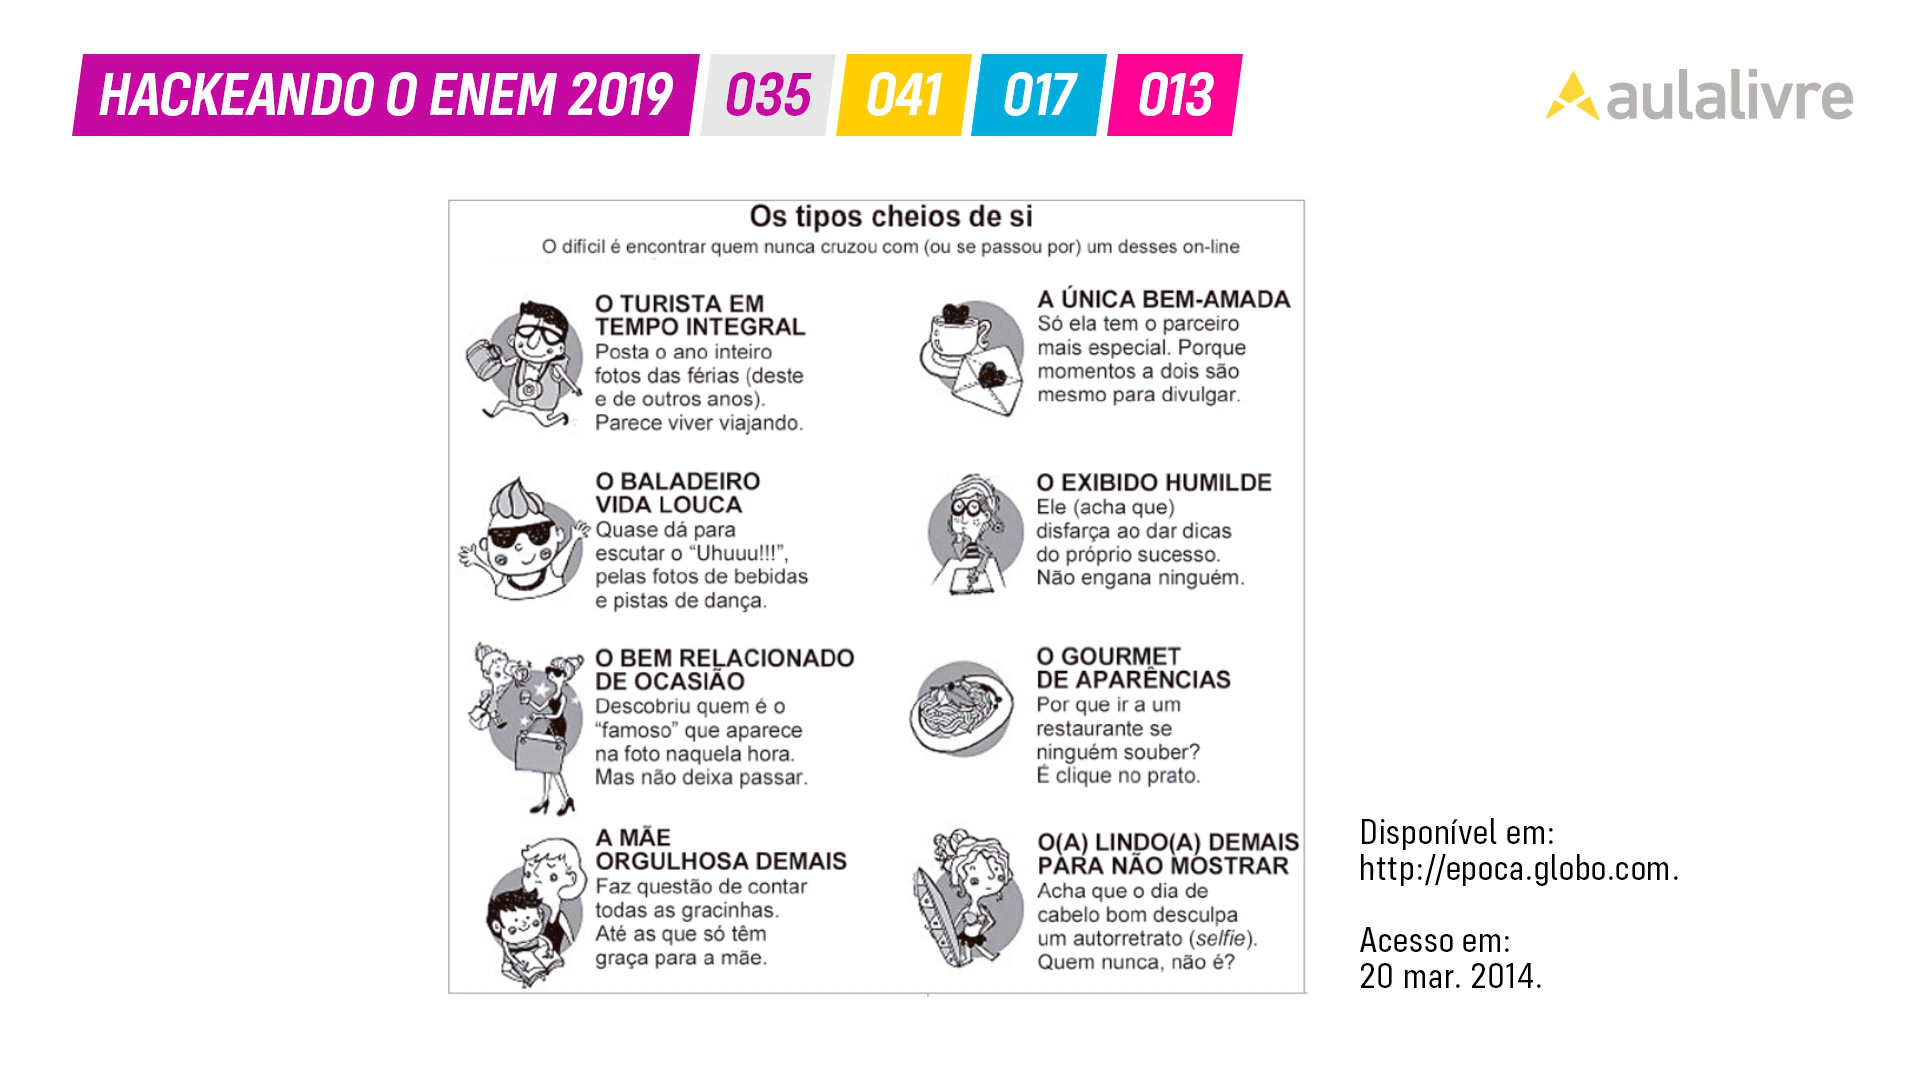 HACKEANDO O ENEM 2019 035 041 017 013
aulalivre
Os tipos cheios de si
O difícil é encontrar quem nunca cruzou com (ou se passou por) um desses on-line
O TURISTA EM
TEMPO INTEGRAL
Posta o ano inteiro
fotos das férias (deste
e de outros anos).
Parece viver viajando.
A ÚNICA BEM-AMADA
Só ela tem o parceiro
mais especial. Porque
momentos a dois são
mesmo para divulgar.
O BALADEIRO
VIDA LOUCA
Quase dá para
escutar o “Uhuuu!!!”,
pelas fotos de bebidas
e pistas de dança.
O EXIBIDO HUMILDE
Ele (acha que)
disfarça ao dar dicas
do próprio sucesso.
Não engana ninguém.
O BEM RELACIONADO
DE OCASIÃO
Descobriu quem é o
“famoso” que aparece
na foto naquela hora.
Mas não deixa passar.
O GOURMET
DE APARÊNCIAS
Por que ir a um
restaurante se
ninguém souber?
É clique no prato.
A MÃE
ORGULHOSA DEMAIS
Faz questão de contar
todas as gracinhas.
Até as que só têm
graça para a mãe.
O(A) LINDO(A) DEMAIS
PARA NÃO MOSTRAR
Acha que o dia de
cabelo bom desculpa
um autorretrato (selfie).
Quem nunca, não é?
Disponível em:
http://epoca.globo.com.
Acesso em:
20 mar. 2014.